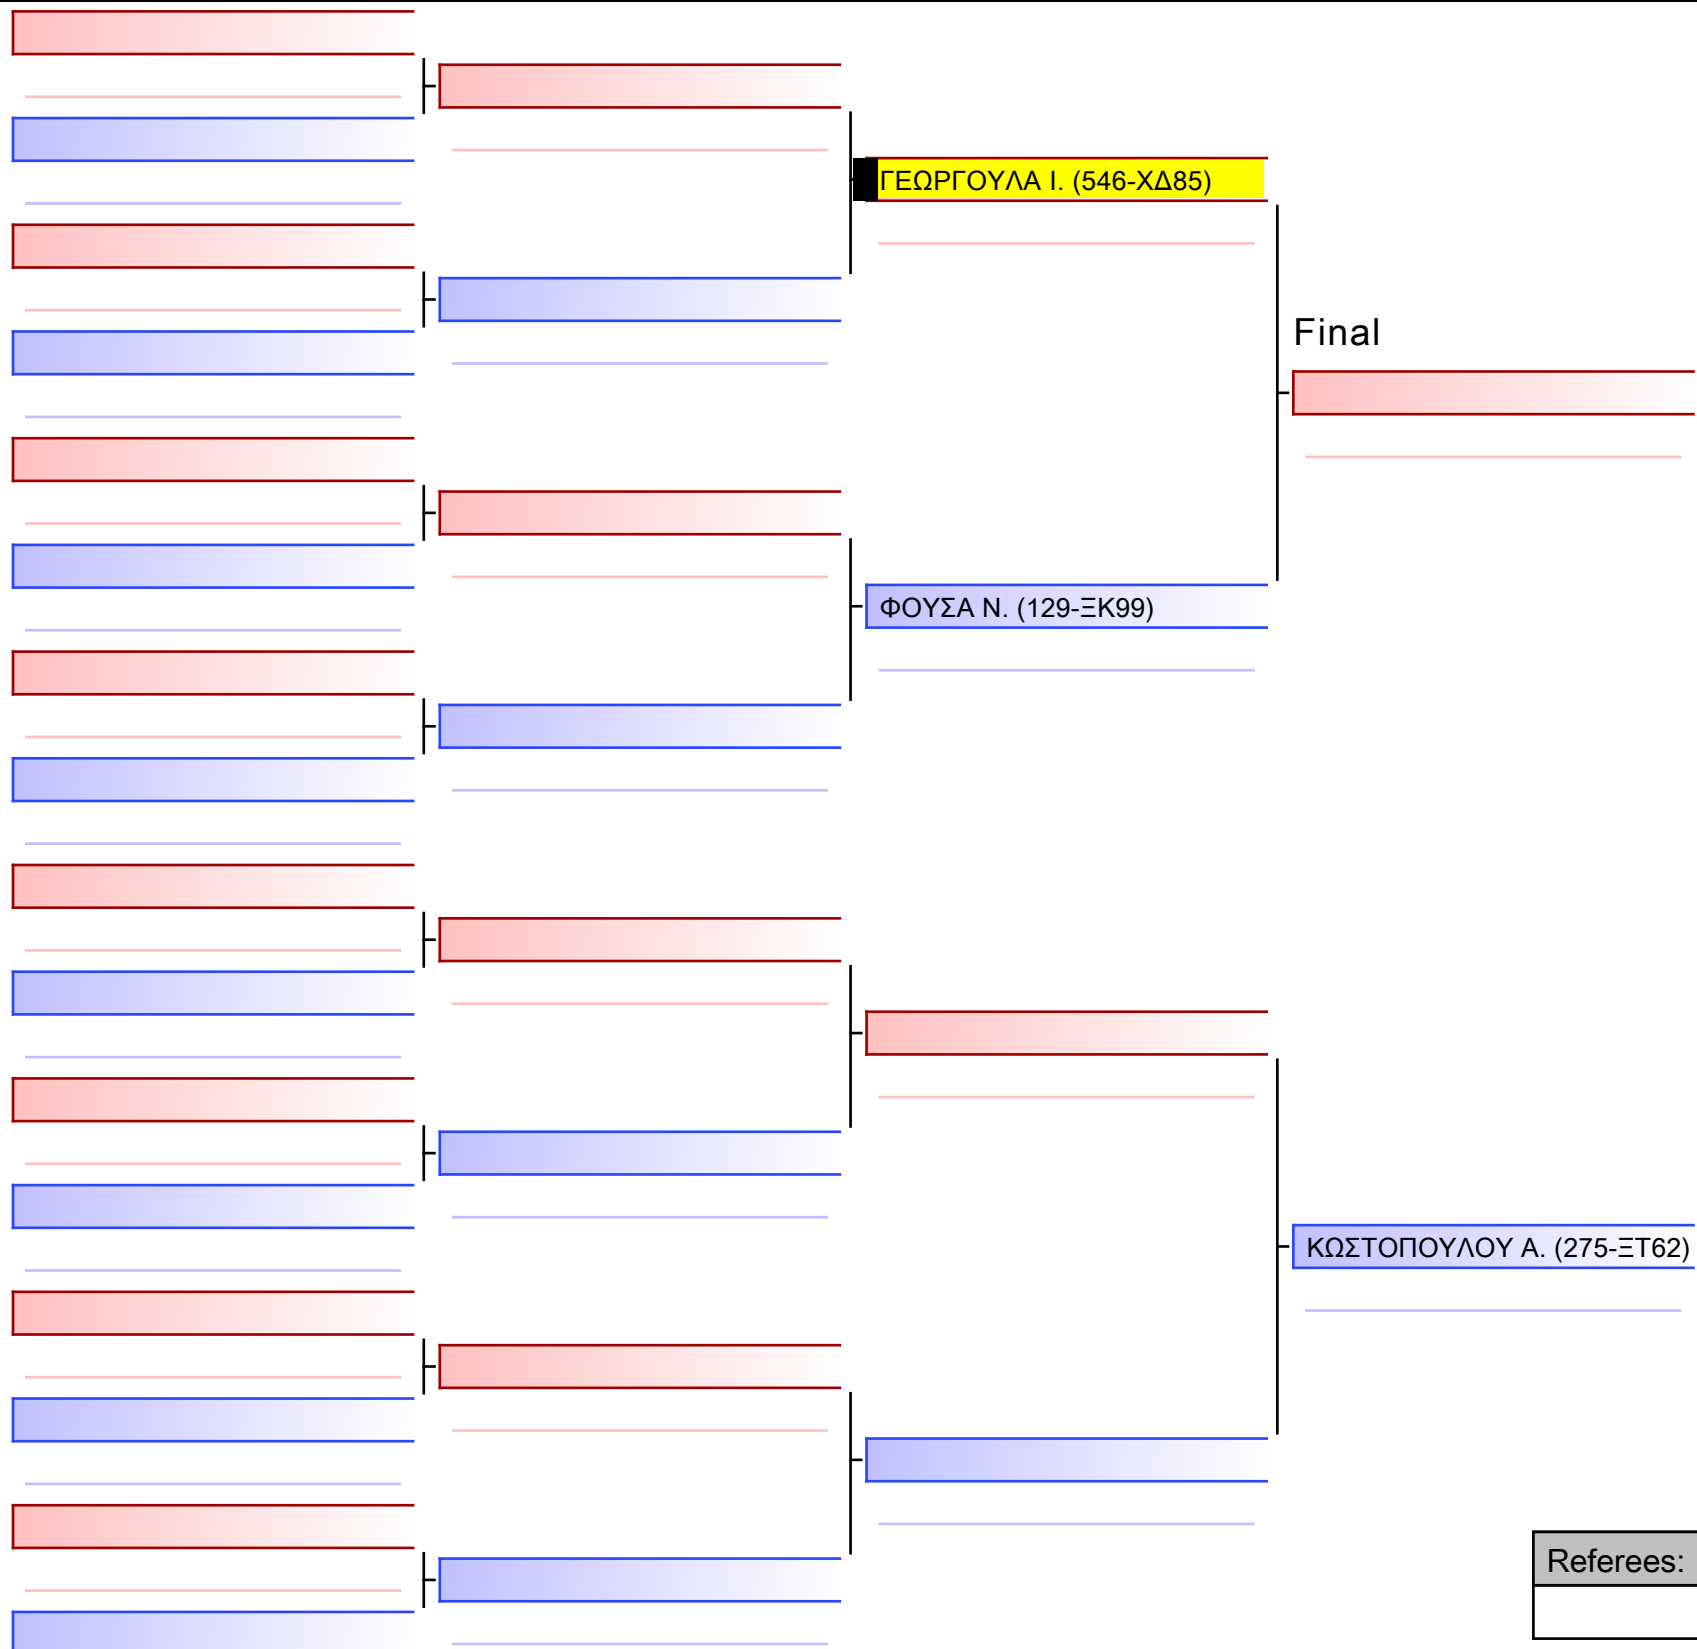 ΓΕΩΡΓΟΥΛΑ Ι. (546-ΧΔ85)
Final
ΦΟΥΣΑ Ν. (129-ΞΚ99)
ΚΩΣΤΟΠΟΥΛΟΥ Α. (275-ΞΤ62)
Referees: